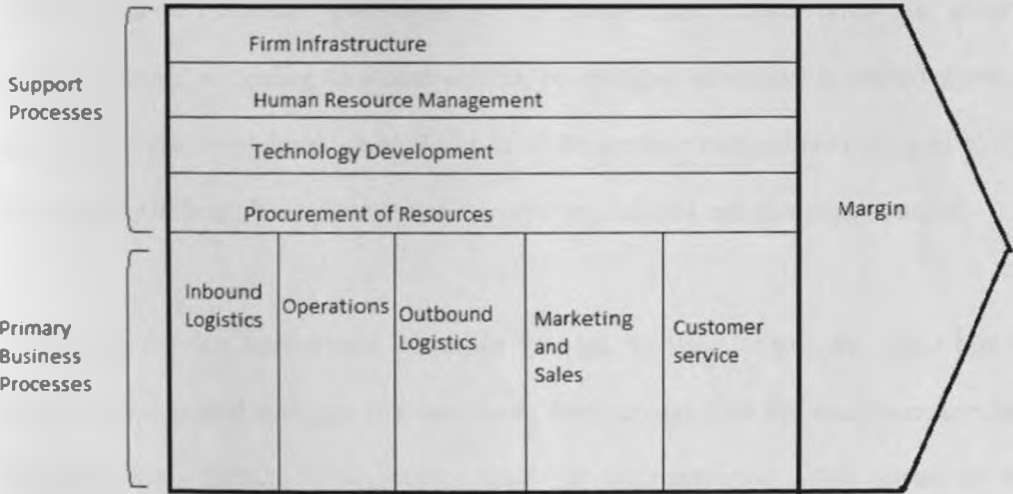 Support
Processes
Firm Infrastructure
Human Resource Management
Technology Development
Procurement of Resources
Margin
Primary
Business
Processes
Inbound
Logistics
Operations
Outbound
Logistics
Marketing
and
Sales
Customer
service